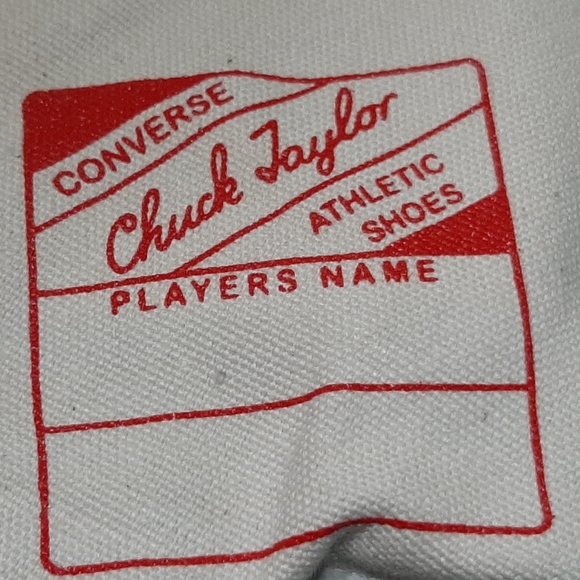 CONVERSE
Chuck Taylor
ATHLETIC
SHOES
PLAYERS NAME